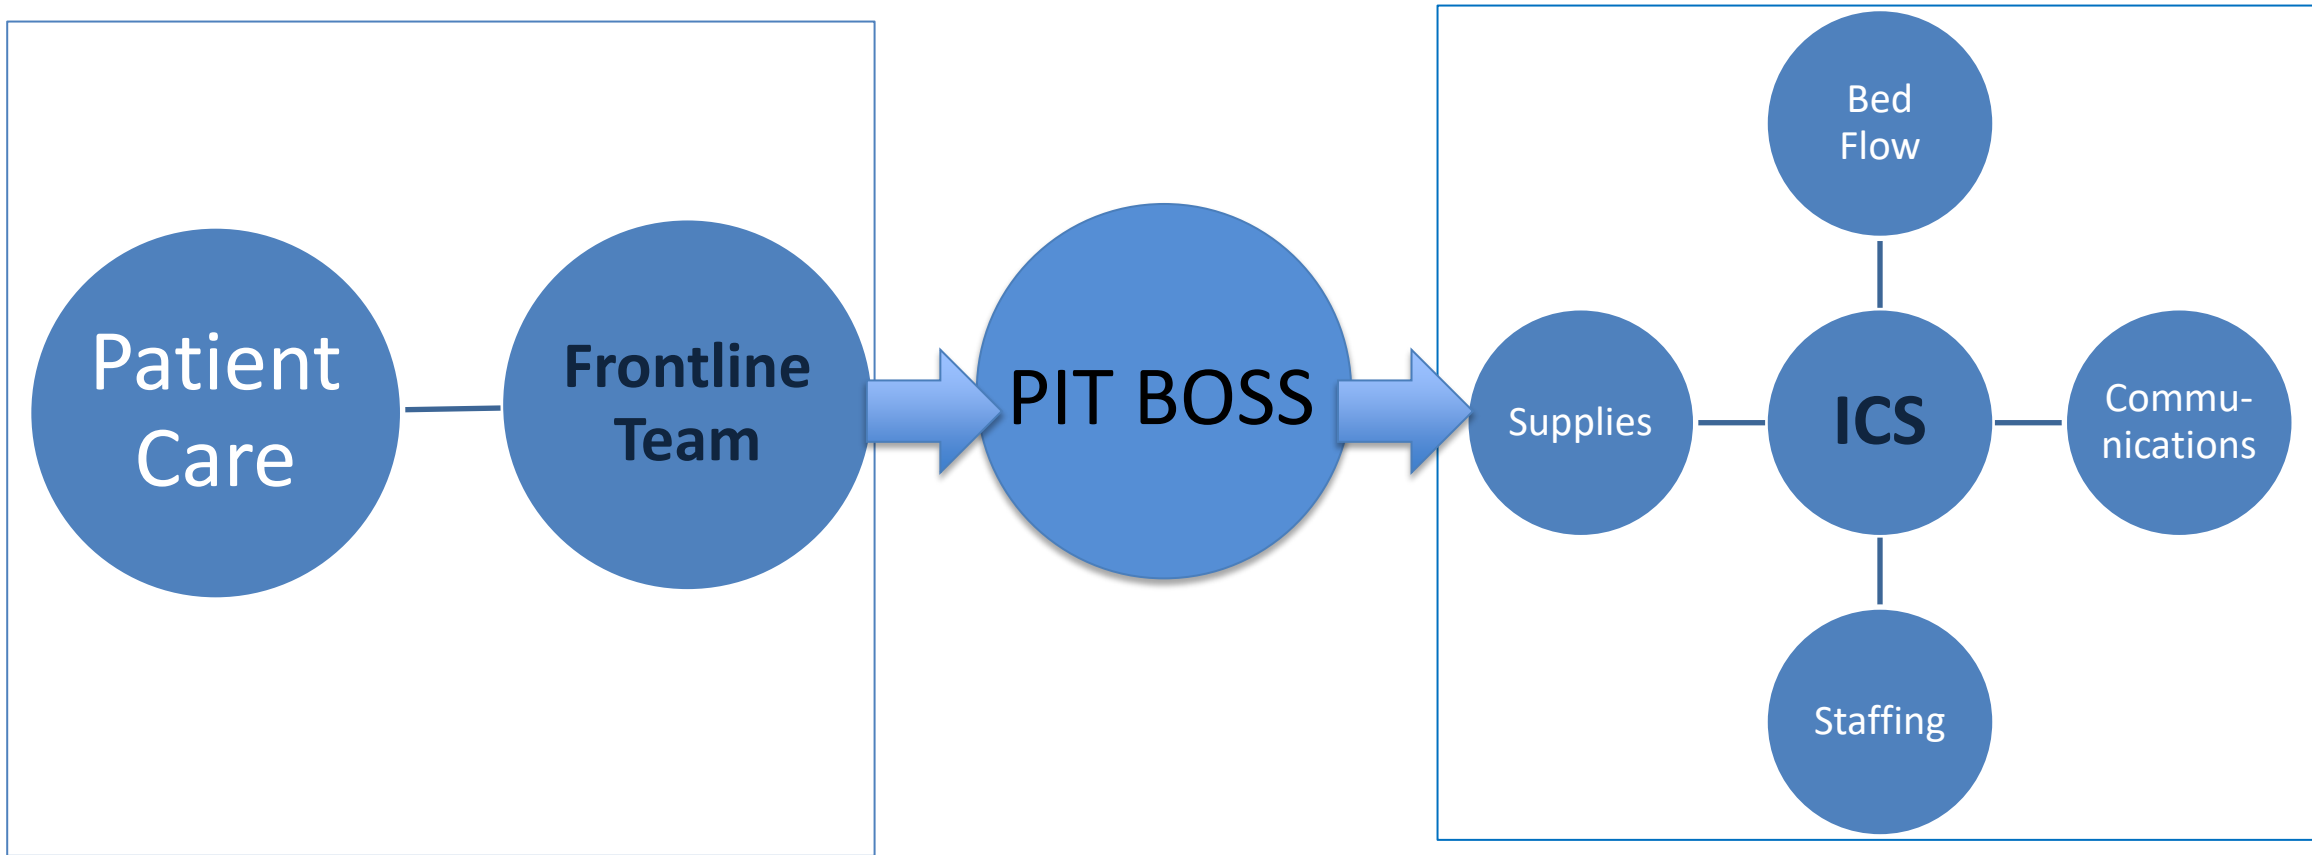 Patient
Care
Frontline
Team
PIT BOSS
Bed
Flow
Supplies
ICS
Commu-
nications
Staffing